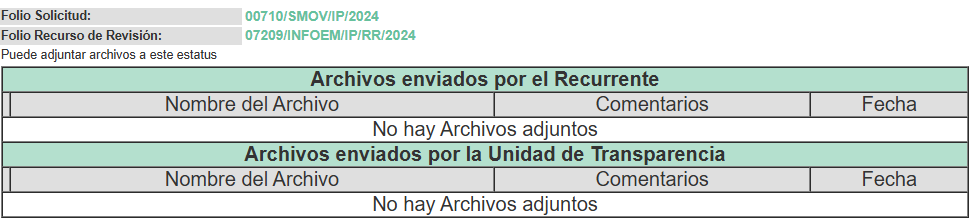 Folio Solicitud: 00710/SMOV/IP/2024
Folio Recurso de Revisión: 07209/INFOEM/IP/RR/2024
Puede adjuntar archivos a este estatus
Archivos enviados por el Recurrente
Nombre del Archivo Comentarios Fecha
No hay Archivos adjuntos
Archivos enviados por la Unidad de Transparencia
Nombre del Archivo Comentarios Fecha
No hay Archivos adjuntos